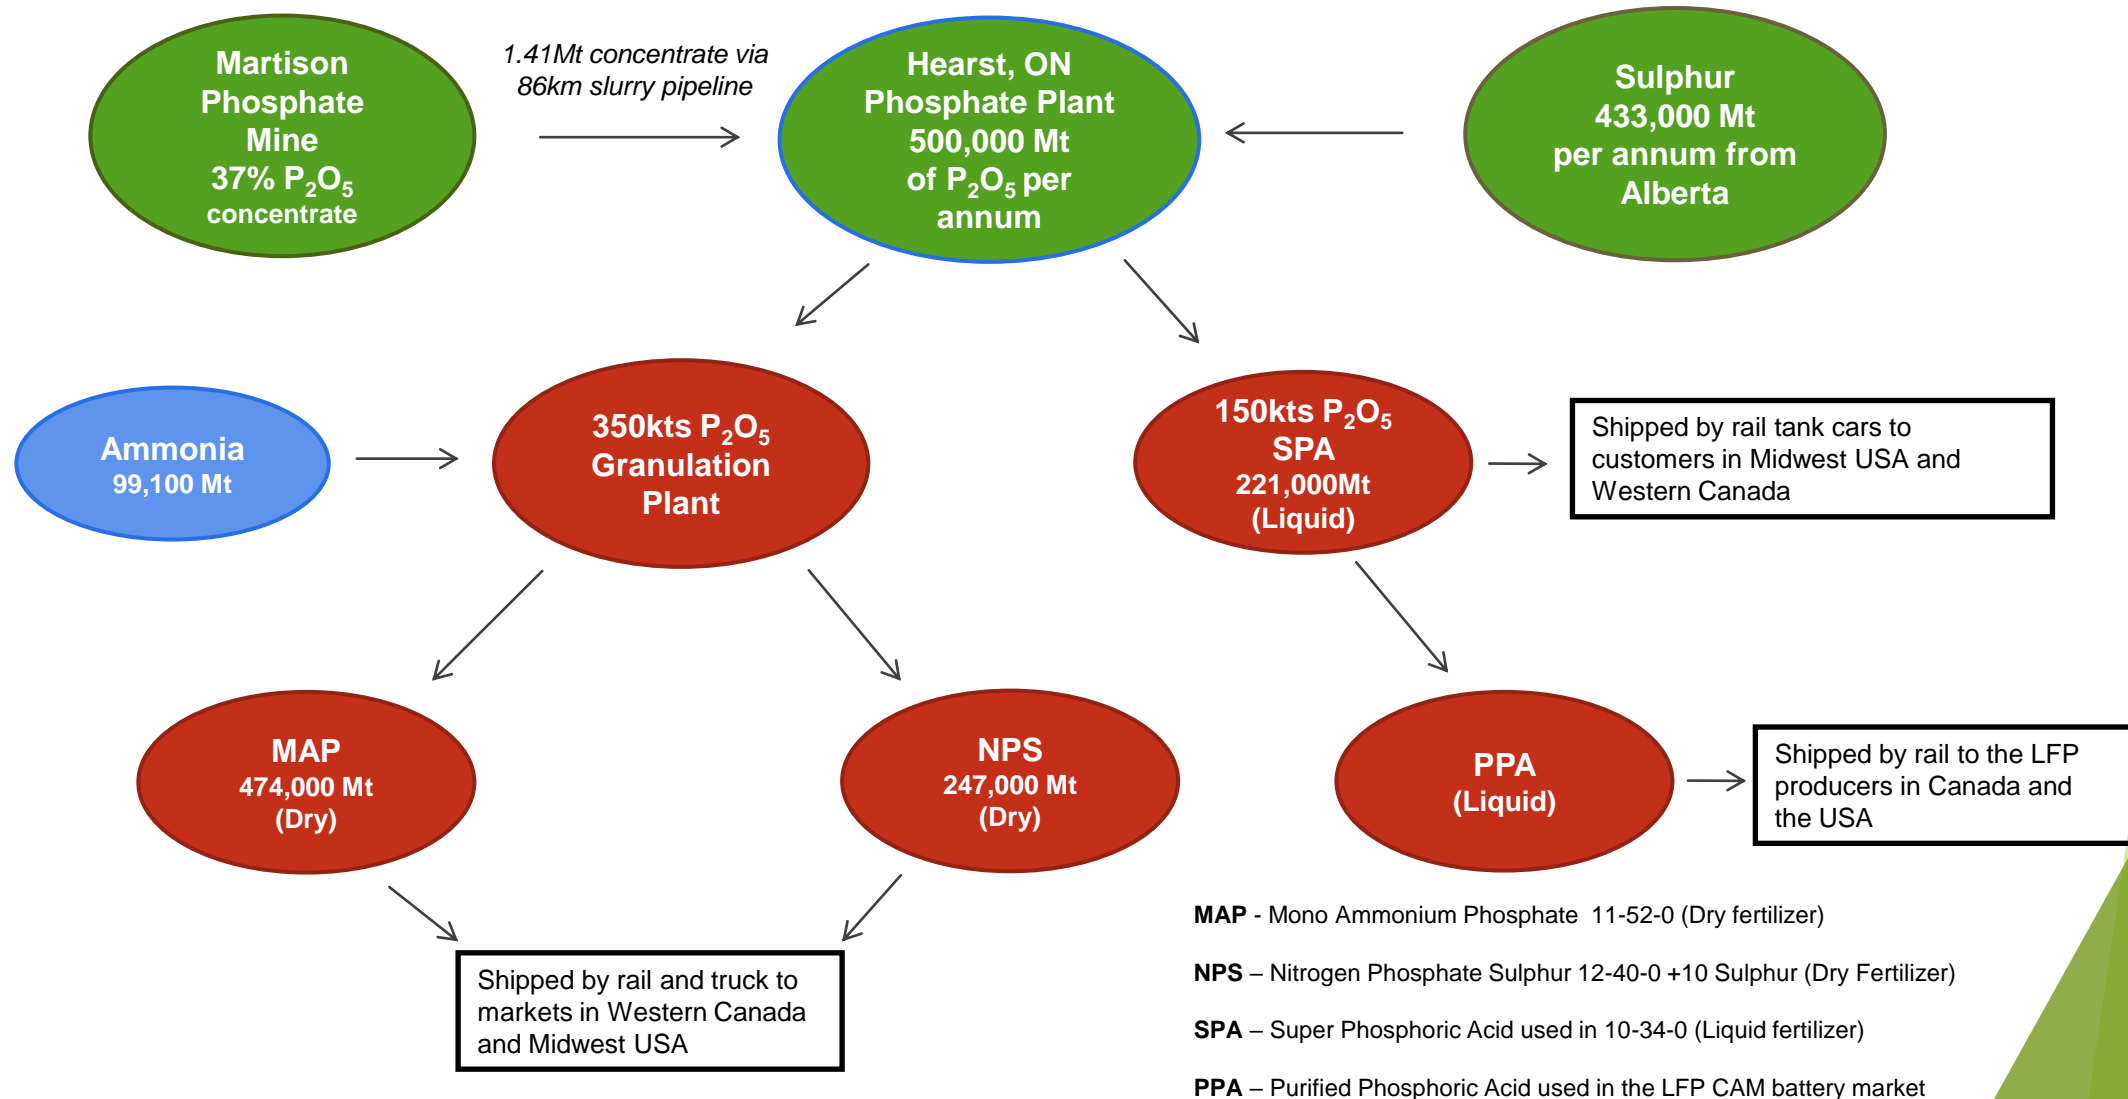 Martison
Phosphate
Mine
37% P₂O₅
concentrate
1.41Mt concentrate via
86km slurry pipeline
Hearst, ON
Phosphate Plant
500,000 Mt
of P₂O₅ per
annum
Sulphur
433,000 Mt
per annum from
Alberta
Ammonia
99,100 Mt
350kts P₂O₅
Granulation
Plant
150kts P₂O₅
SPA
221,000Mt
(Liquid)
Shipped by rail tank cars to
customers in Midwest USA and
Western Canada
MAP
474,000 Mt
(Dry)
NPS
247,000 Mt
(Dry)
PPA
(Liquid)
Shipped by rail to the LFP
producers in Canada and
the USA
Shipped by rail and truck to
markets in Western Canada
and Midwest USA
MAP - Mono Ammonium Phosphate 11-52-0 (Dry fertilizer)
NPS – Nitrogen Phosphate Sulphur 12-40-0 +10 Sulphur (Dry Fertilizer)
SPA – Super Phosphoric Acid used in 10-34-0 (Liquid fertilizer)
PPA – Purified Phosphoric Acid used in the LFP CAM battery market